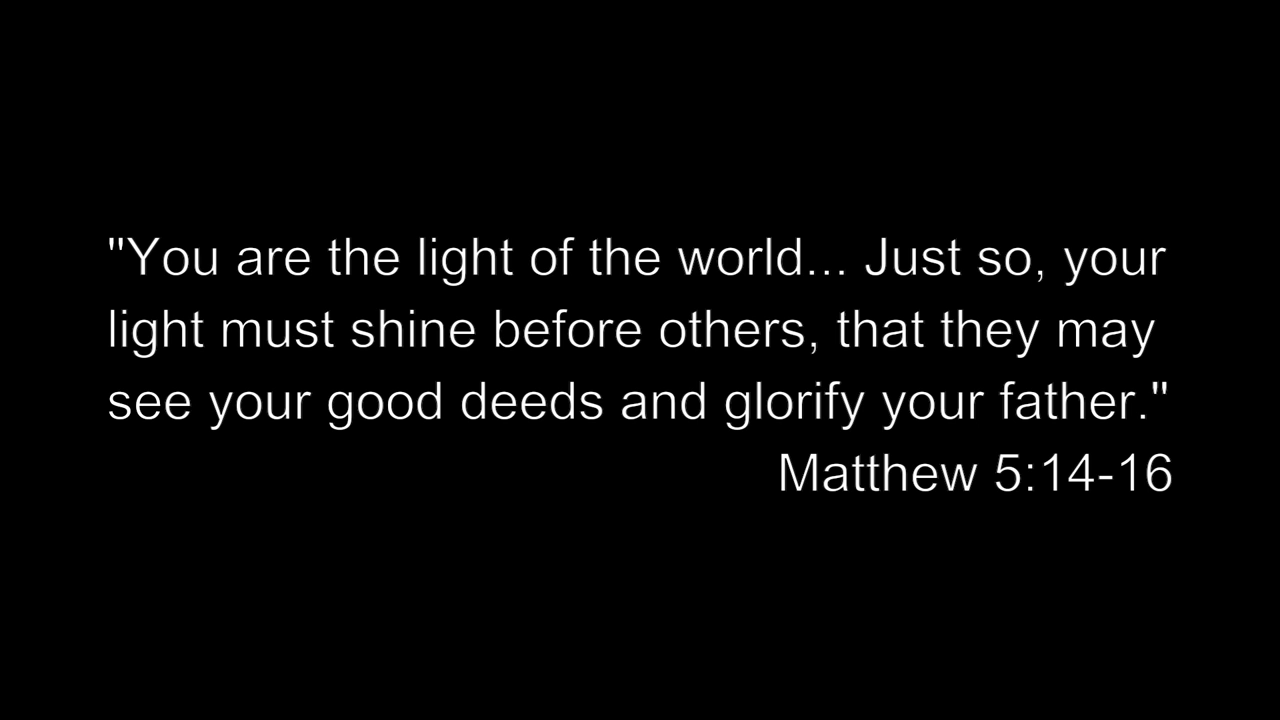 "You are the light of the world... Just so, your
light must shine before others, that they may
see your good deeds and glorify your father."
Matthew 5:14-16